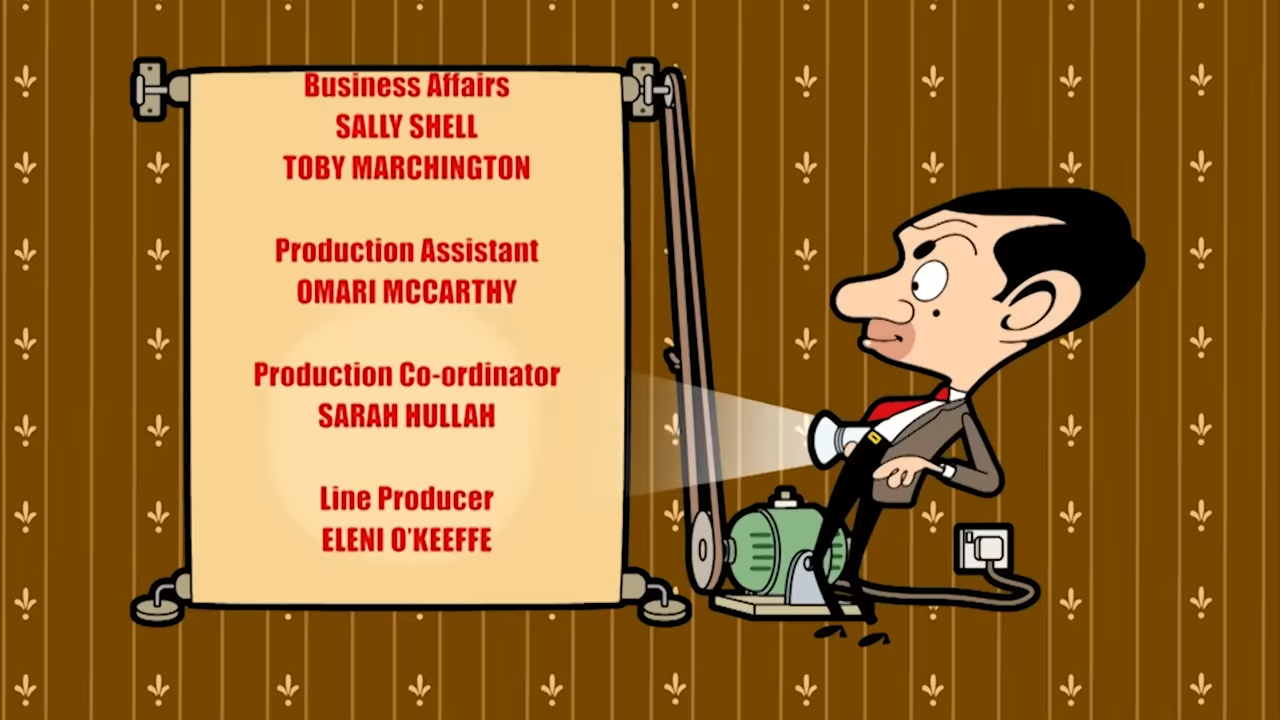 Business Affairs
SALLY SHELL
TOBY MARCHINGTON
Production Assistant
OMARI MCCARTHY
Production Co-ordinator
SARAH HULLAH
Line Producer
ELENI O'KEEFFE